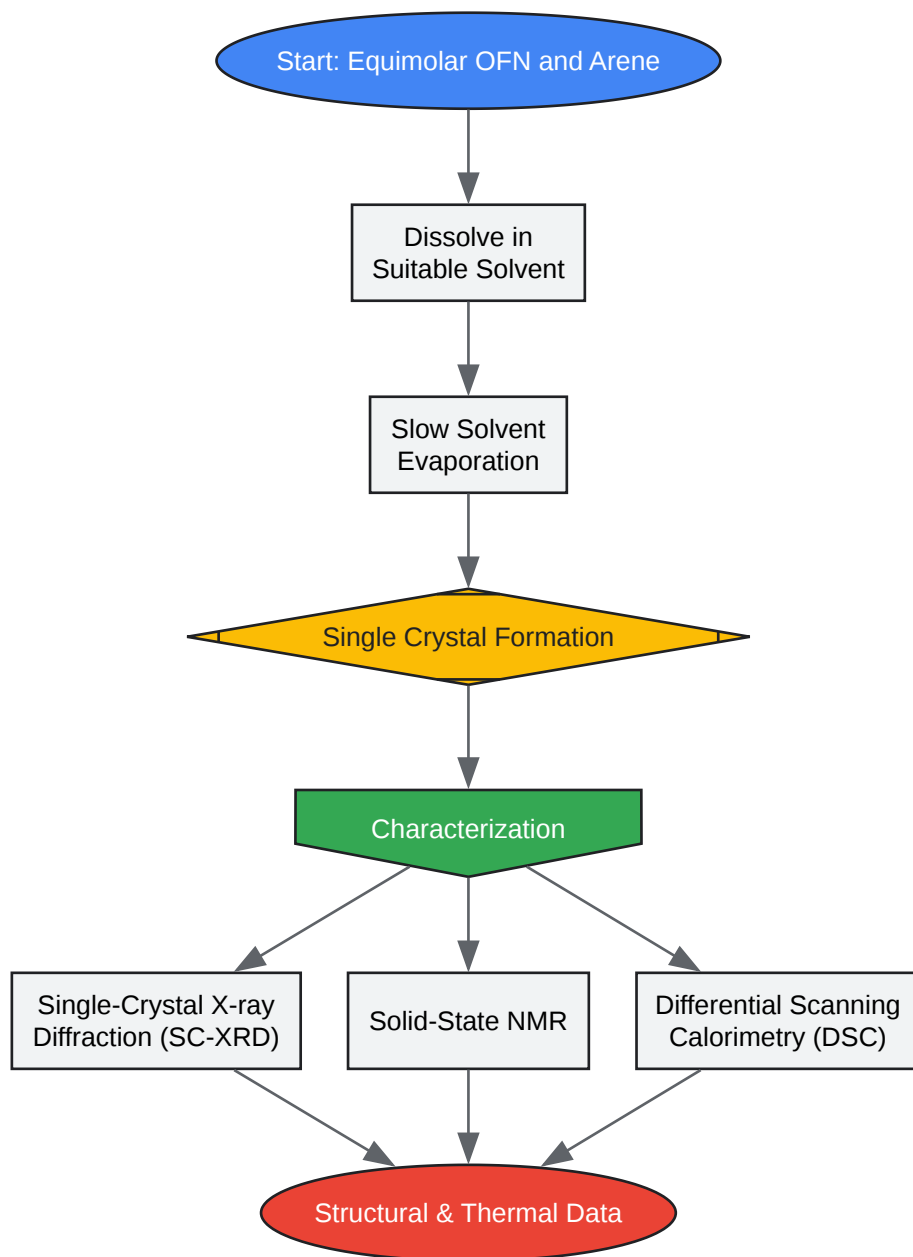 Start: Equimolar OFN and Arene
Dissolve in
Suitable Solvent
Slow Solvent
Evaporation
Single Crystal Formation
Characterization
Single-Crystal X-ray
Diffraction (SC-XRD)
Solid-State NMR
Differential Scanning
Calorimetry (DSC)
Structural & Thermal Data